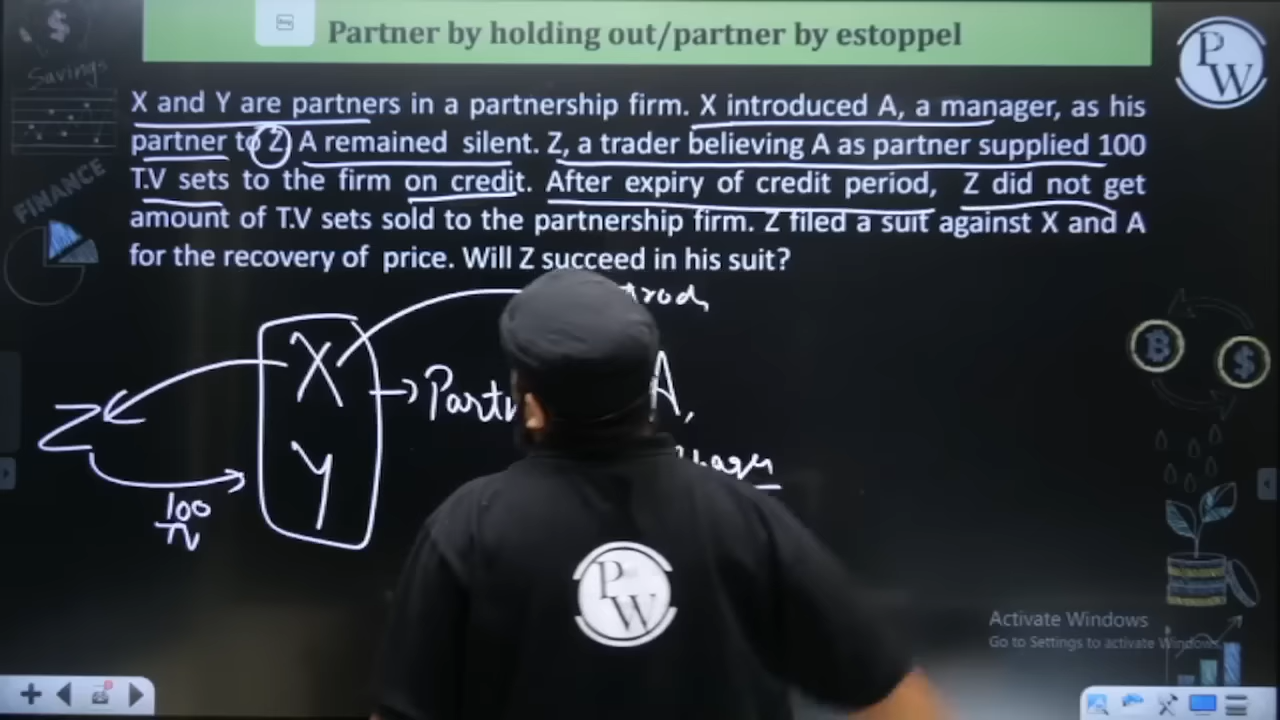 Partner by holding out/partner by estoppel
Savings
FINANCE
P
W
X and Y are partners in a partnership firm. X introduced A, a manager, as his
partner to Z. A remained silent. Z, a trader believing A as partner supplied 100
T.V sets to the firm on credit. After expiry of credit period, Z did not get
amount of T.V sets sold to the partnership firm. Z filed a suit against X and A
for the recovery of price. Will Z succeed in his suit?
X
Y
Z
100
TV
A,
P
W
Activate Windows
Go to Settings to activate Windows.